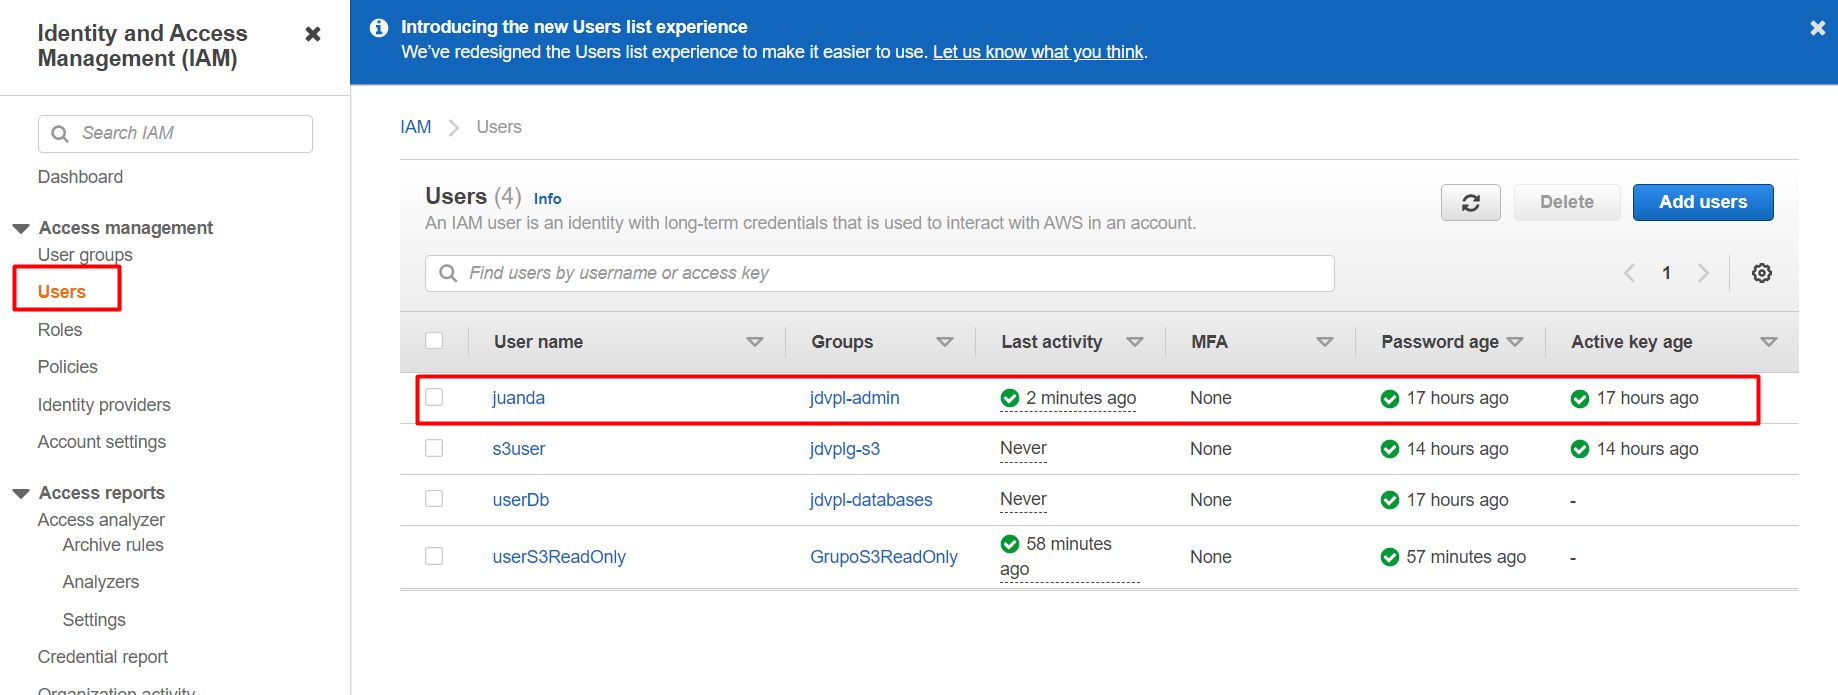 Identity and Access
Management (IAM)
Introducing the new Users list experience
We've redesigned the Users list experience to make it easier to use. Let us know what you think.
Search IAM
Dashboard
Access management
User groups
Users
Roles
Policies
Identity providers
Account settings
Access reports
Access analyzer
Archive rules
Analyzers
Settings
Credential report
Organization activity
IAM > Users
Users (4) Info
An IAM user is an identity with long-term credentials that is used to interact with AWS in an account.
Delete
Add users
Find users by username or access key
1
User name Groups Last activity MFA Password age Active key age
juanda jdvpl-admin 2 minutes ago None 17 hours ago 17 hours ago
s3user jdvplg-s3 Never None 14 hours ago 14 hours ago
userDb jdvpl-databases Never None 17 hours ago -
userS3ReadOnly GrupoS3ReadOnly 58 minutes ago None 57 minutes ago -